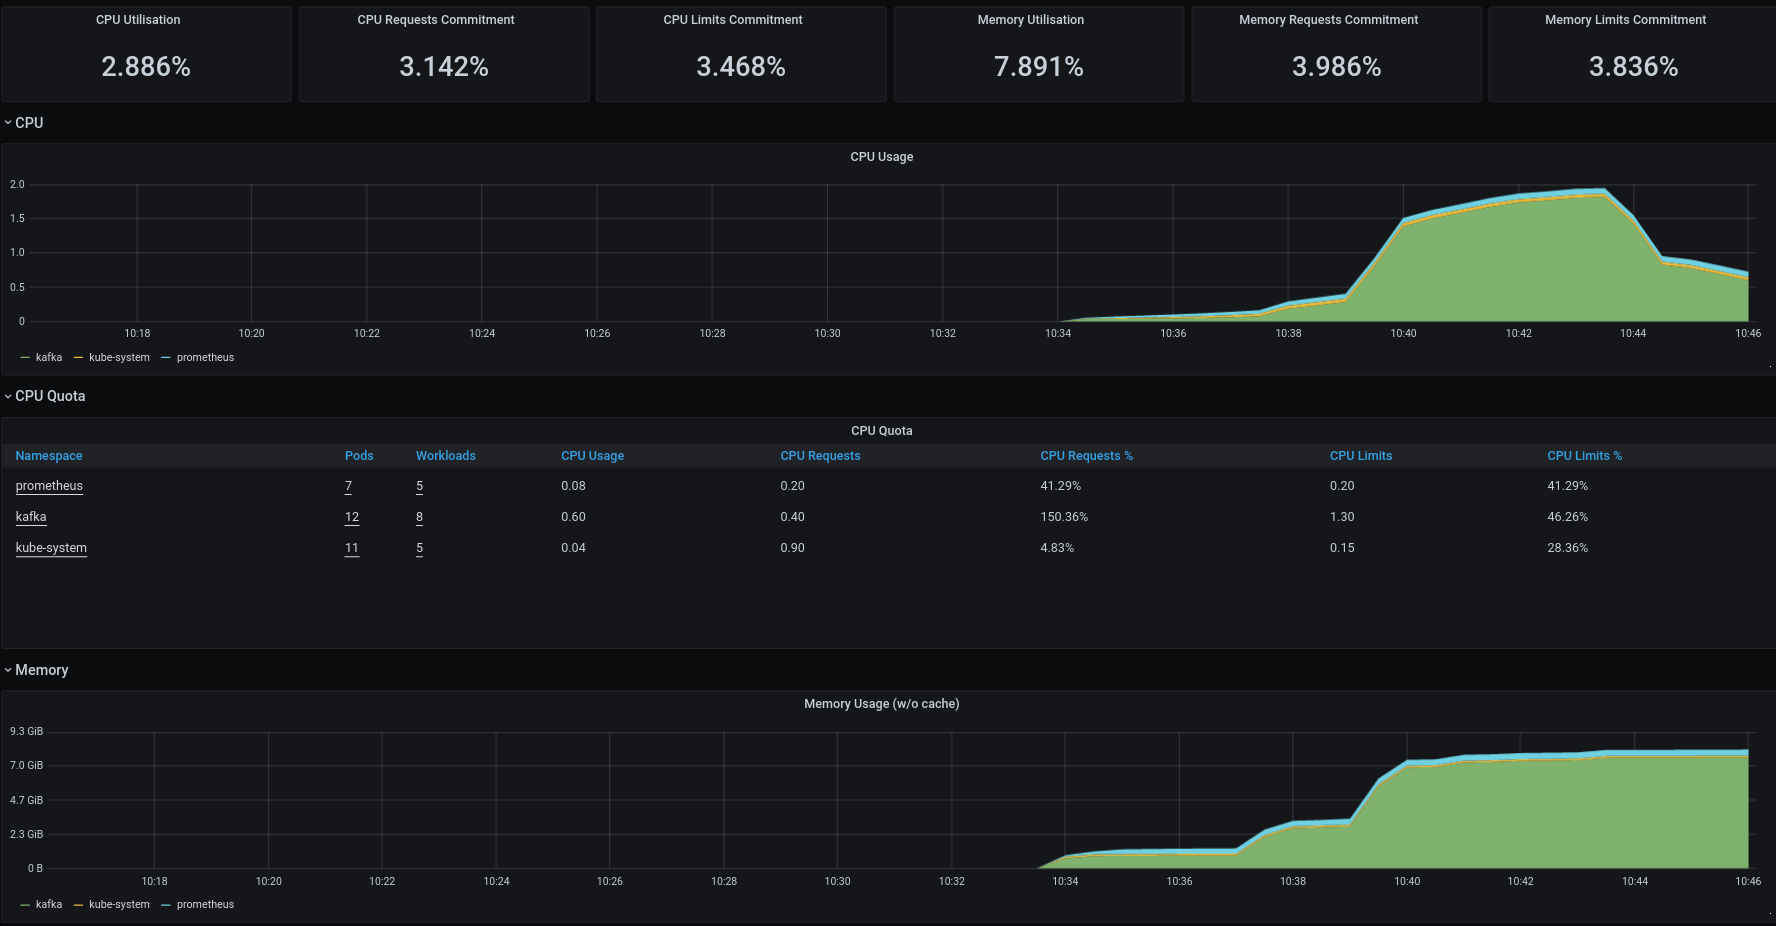 CPU Utilisation CPU Requests Commitment CPU Limits Commitment Memory Utilisation Memory Requests Commitment Memory Limits Commitment
2.886% 3.142% 3.468% 7.891% 3.986% 3.836%
CPU
CPU Usage
2.0
1.5
1.0
0.5
0
10:18 10:20 10:22 10:24 10:26 10:28 10:30 10:32 10:34 10:36 10:38 10:40 10:42 10:44 10:46
kafka kube-system prometheus
CPU Quota
CPU Quota
Namespace Pods Workloads CPU Usage CPU Requests CPU Requests % CPU Limits CPU Limits %
prometheus 7 5 0.08 0.20 41.29% 0.20 41.29%
kafka 12 8 0.60 0.40 150.36% 1.30 46.26%
kube-system 11 5 0.04 0.90 4.83% 0.15 28.36%
Memory
Memory Usage (w/o cache)
9.3 GiB
7.0 GiB
4.7 GiB
2.3 GiB
0 B
10:18 10:20 10:22 10:24 10:26 10:28 10:30 10:32 10:34 10:36 10:38 10:40 10:42 10:44 10:46
kafka kube-system prometheus